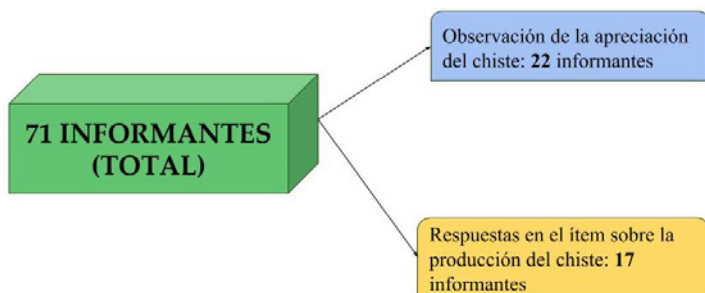 71 INFORMANTES
(TOTAL)
Observación de la apreciación
del chiste: 22 informantes
Respuestas en el ítem sobre la
producción del chiste: 17
informantes